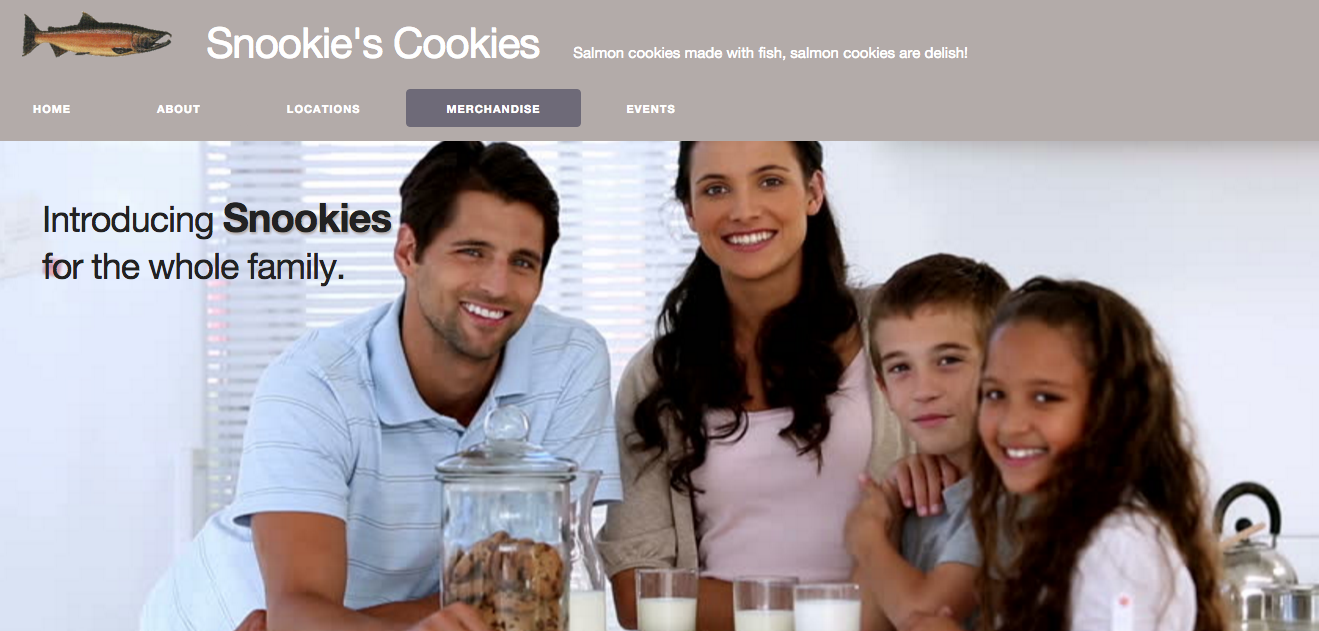 Snookie's Cookies
Salmon cookies made with fish, salmon cookies are delish!
HOME ABOUT LOCATIONS MERCHANDISE EVENTS
Introducing Snookies
for the whole family.